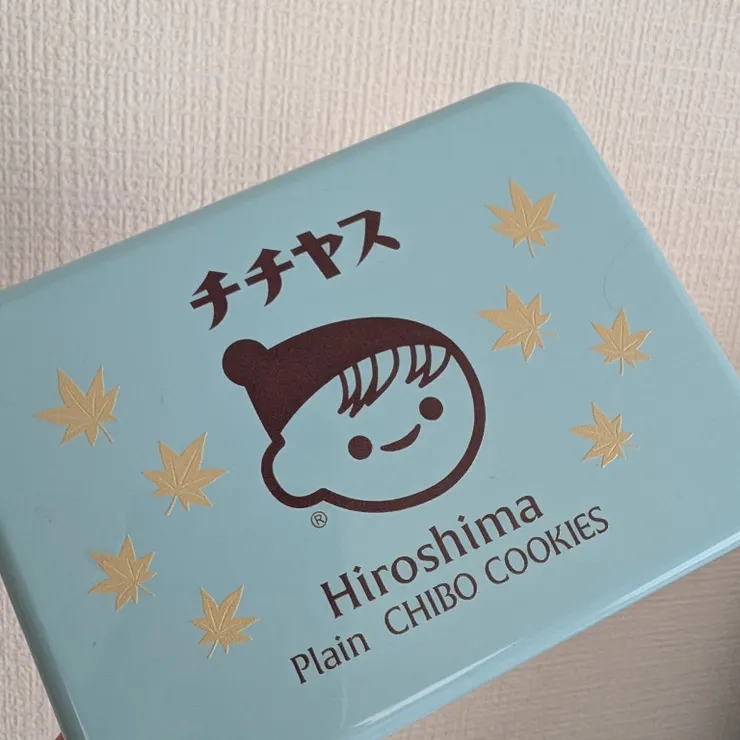 チチヤス
®
Hiroshima
Plain CHIBO COOKIES